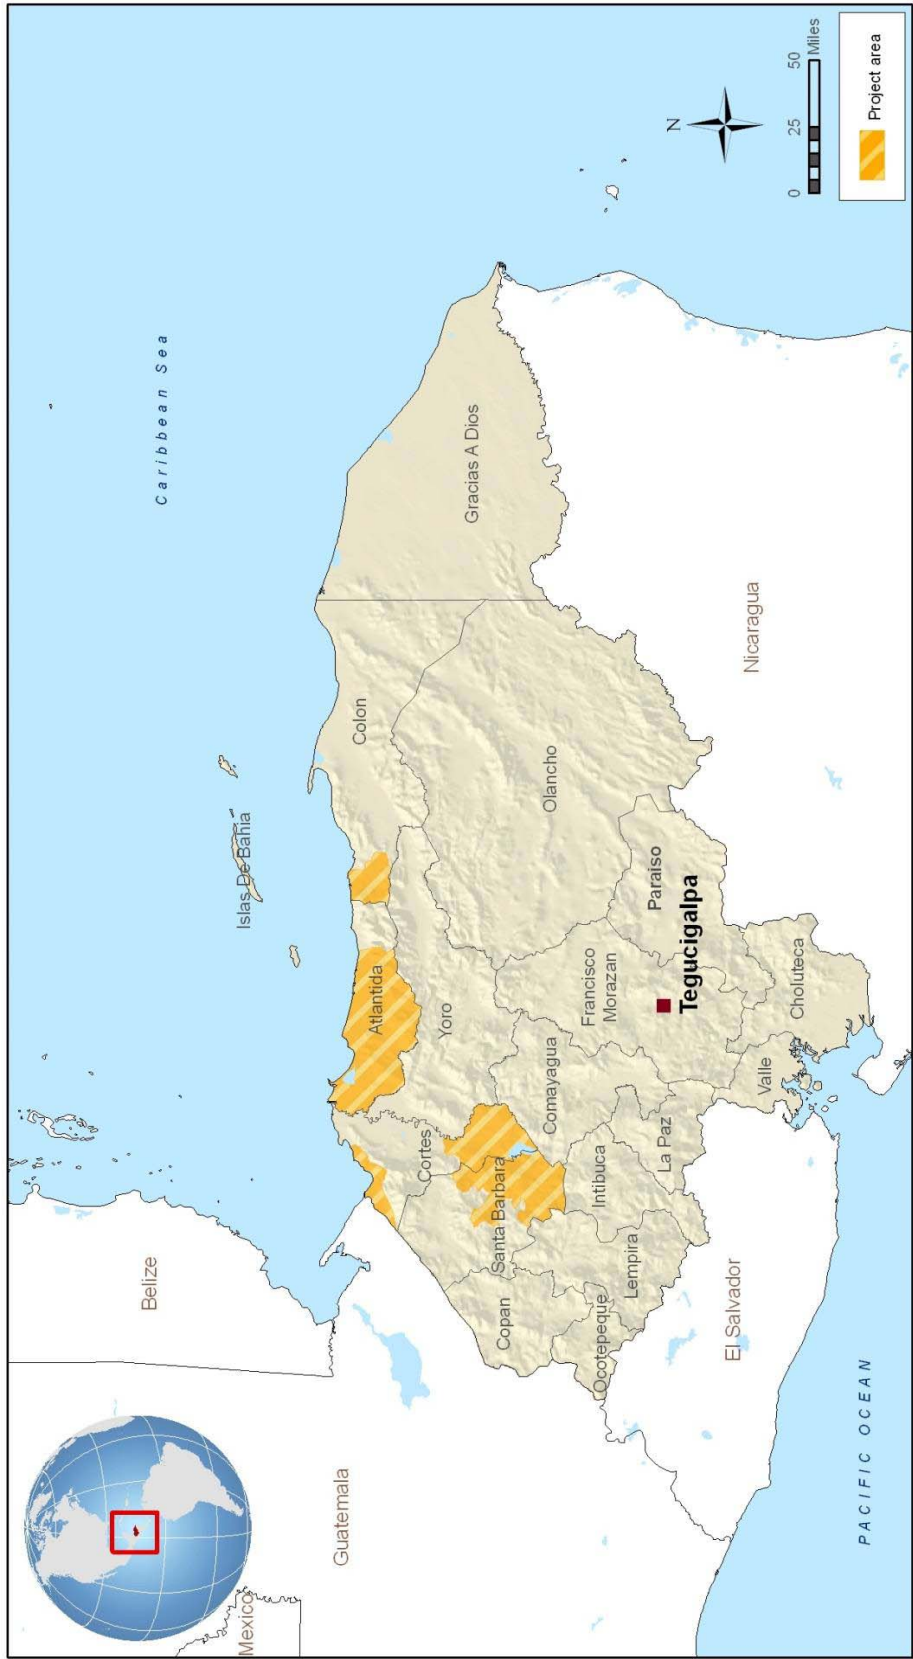 Mexico
Guatemala
Belize
Caribbean Sea
Islas De Bahia
Atlantida
Colon
Cortes
Yoro
Gracias A Dios
Santa Barbara
Copan
Comayagua
Olancho
Intibuca
Francisco
Morazan
Lempira
Ocotepeque
La Paz
Paraiso
Tegucigalpa
Valle
Choluteca
El Salvador
Nicaragua
PACIFIC OCEAN
N
0 25 50
Miles
Project area